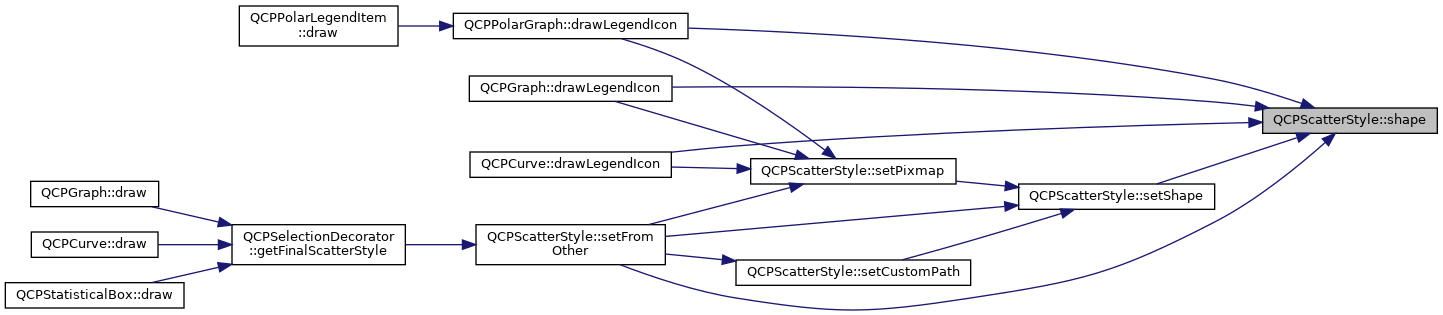 QCPPolarLegendItem
::draw
QCPPolarGraph::drawLegendIcon
QCPGraph::drawLegendIcon
QCPScatterStyle::shape
QCPCurve::drawLegendIcon
QCPScatterStyle::setPixmap
QCPGraph::draw
QCPScatterStyle::setShape
QCPCurve::draw
QCPSelectionDecorator
::getFinalScatterStyle
QCPScatterStyle::setFrom
Other
QCPScatterStyle::setCustomPath
QCPStatisticalBox::draw